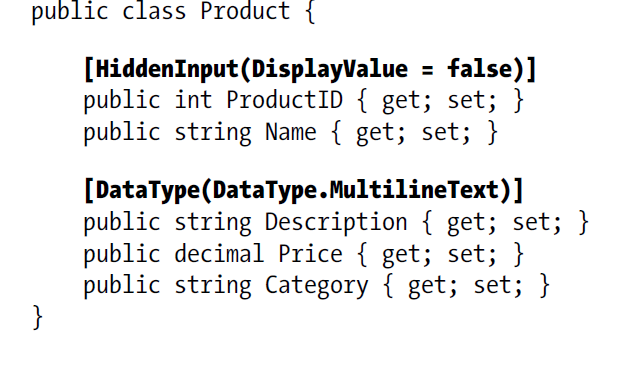 public class Product {
[HiddenInput(DisplayValue = false)]
public int ProductID { get; set; }
public string Name { get; set; }
[DataType(DataType.MultilineText)]
public string Description { get; set; }
public decimal Price { get; set; }
public string Category { get; set; }
}